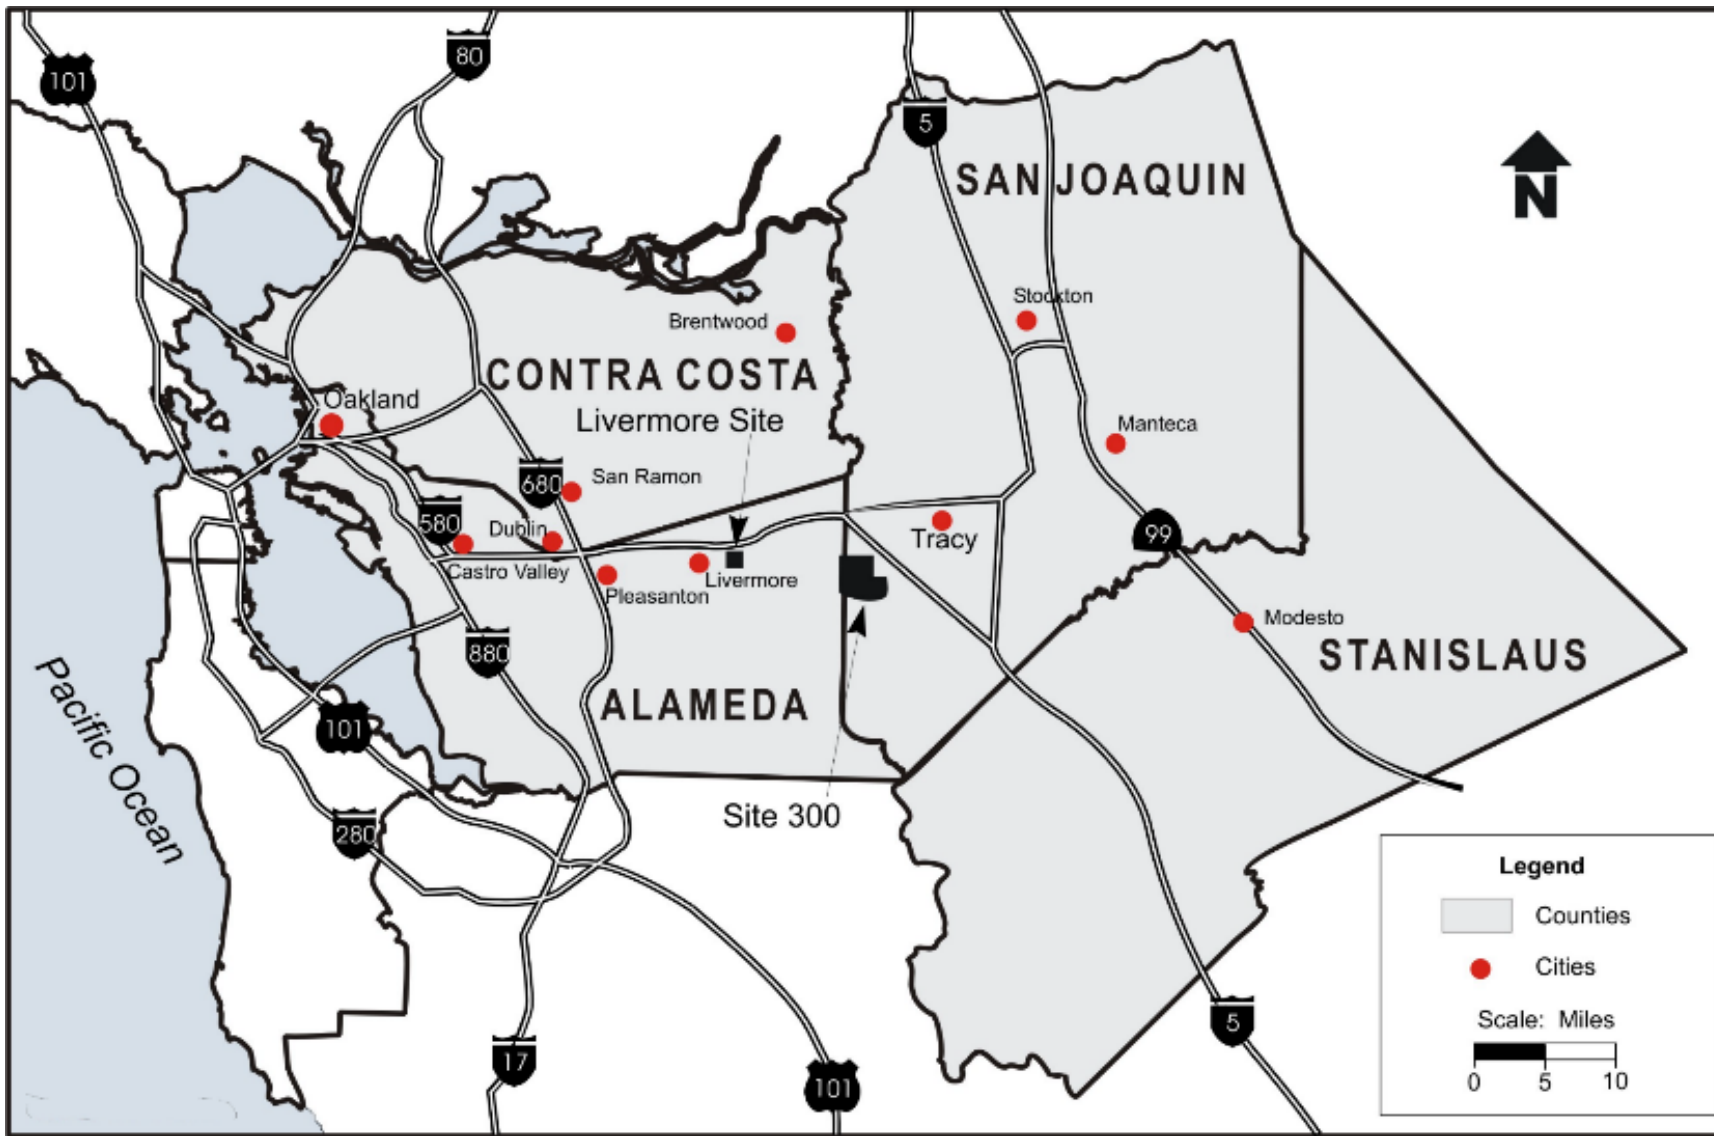 101
80
5
SAN JOAQUIN
N
Stockton
Brentwood
CONTRA COSTA
Oakland
Livermore Site
Manteca
680
San Ramon
580
Dublin
99
Tracy
Castro Valley
Livermore
Pleasanton
Modesto
880
STANISLAUS
ALAMEDA
Pacific Ocean
101
Site 300
280
Legend
Counties
Cities
5
Scale: Miles
0 5 10
17
101